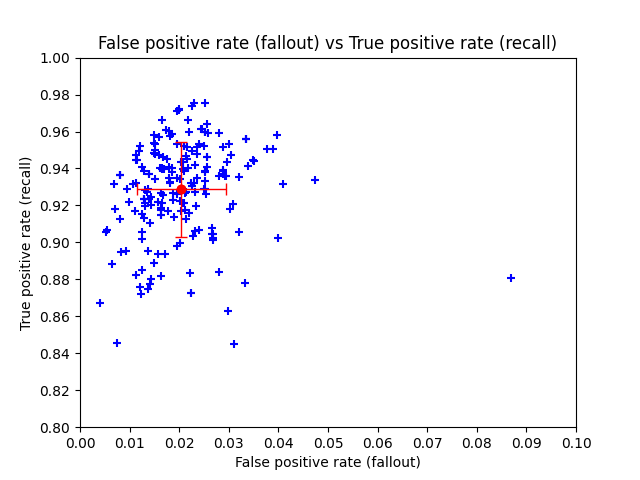 False positive rate (fallout) vs True positive rate (recall)
1.00
0.98
0.96
0.94
0.92
0.90
0.88
0.86
0.84
0.82
0.80
True positive rate (recall)
0.00 0.01 0.02 0.03 0.04 0.05 0.06 0.07 0.08 0.09 0.10
False positive rate (fallout)